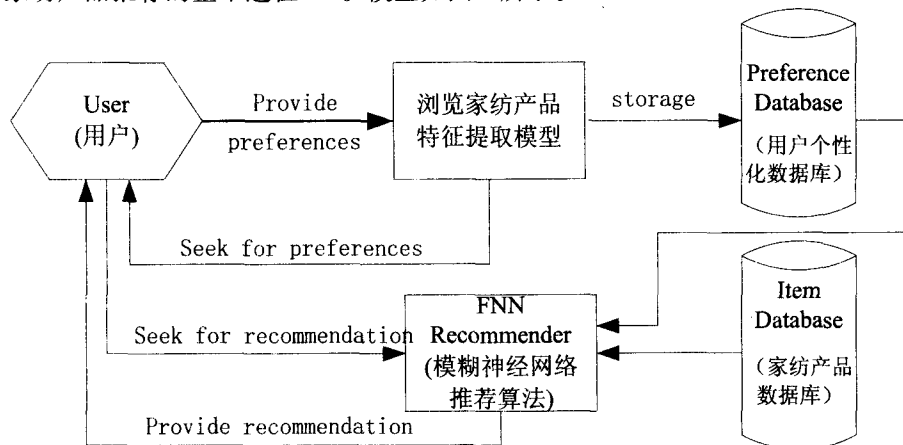 User
(用户)
Provide
preferences
浏览家纺产品
特征提取模型
storage
Preference
Database
(用户个性
化数据库)
Seek for preferences
Item
Database
(家纺产品
数据库)
FNN
Recommender
(模糊神经网络
推荐算法)
Seek for recommendation
Provide recommendation